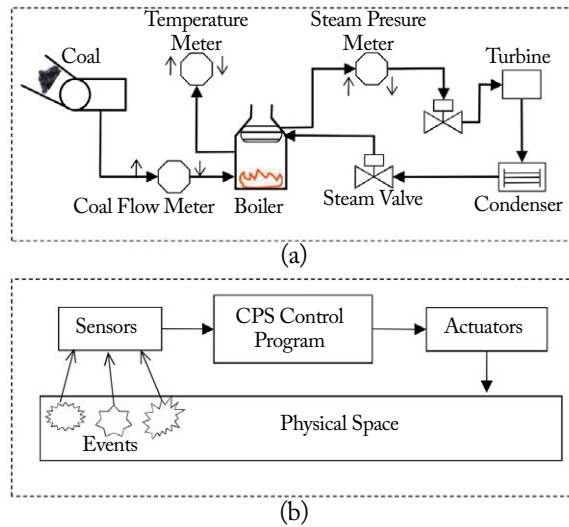 Coal
Temperature
Meter
Steam Presure
Meter
Turbine
Coal Flow Meter
Boiler
Steam Valve
Condenser
(a)
Sensors
CPS Control
Program
Actuators
Events
Physical Space
(b)